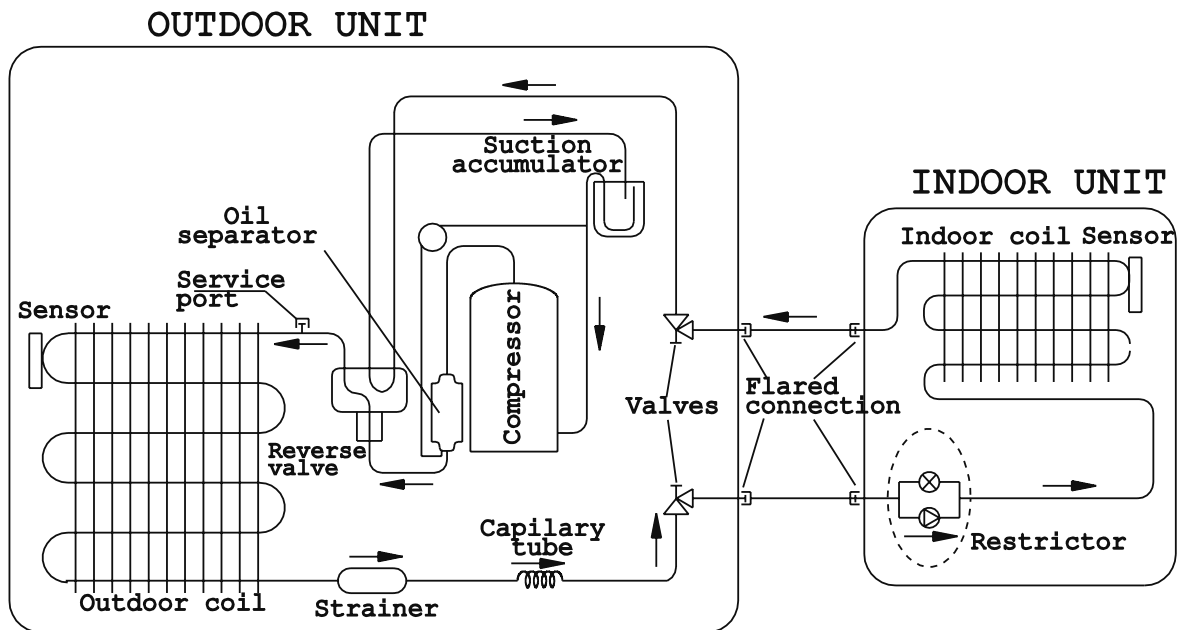 OUTDOOR UNIT
Suction
accumulator
INDOOR UNIT
Oil
separator
Indoor coil
Sensor
Service
port
Sensor
Compressor
Valves
Flared
connection
Reverse
valve
Capilary
tube
Restrictor
Outdoor coil
Strainer